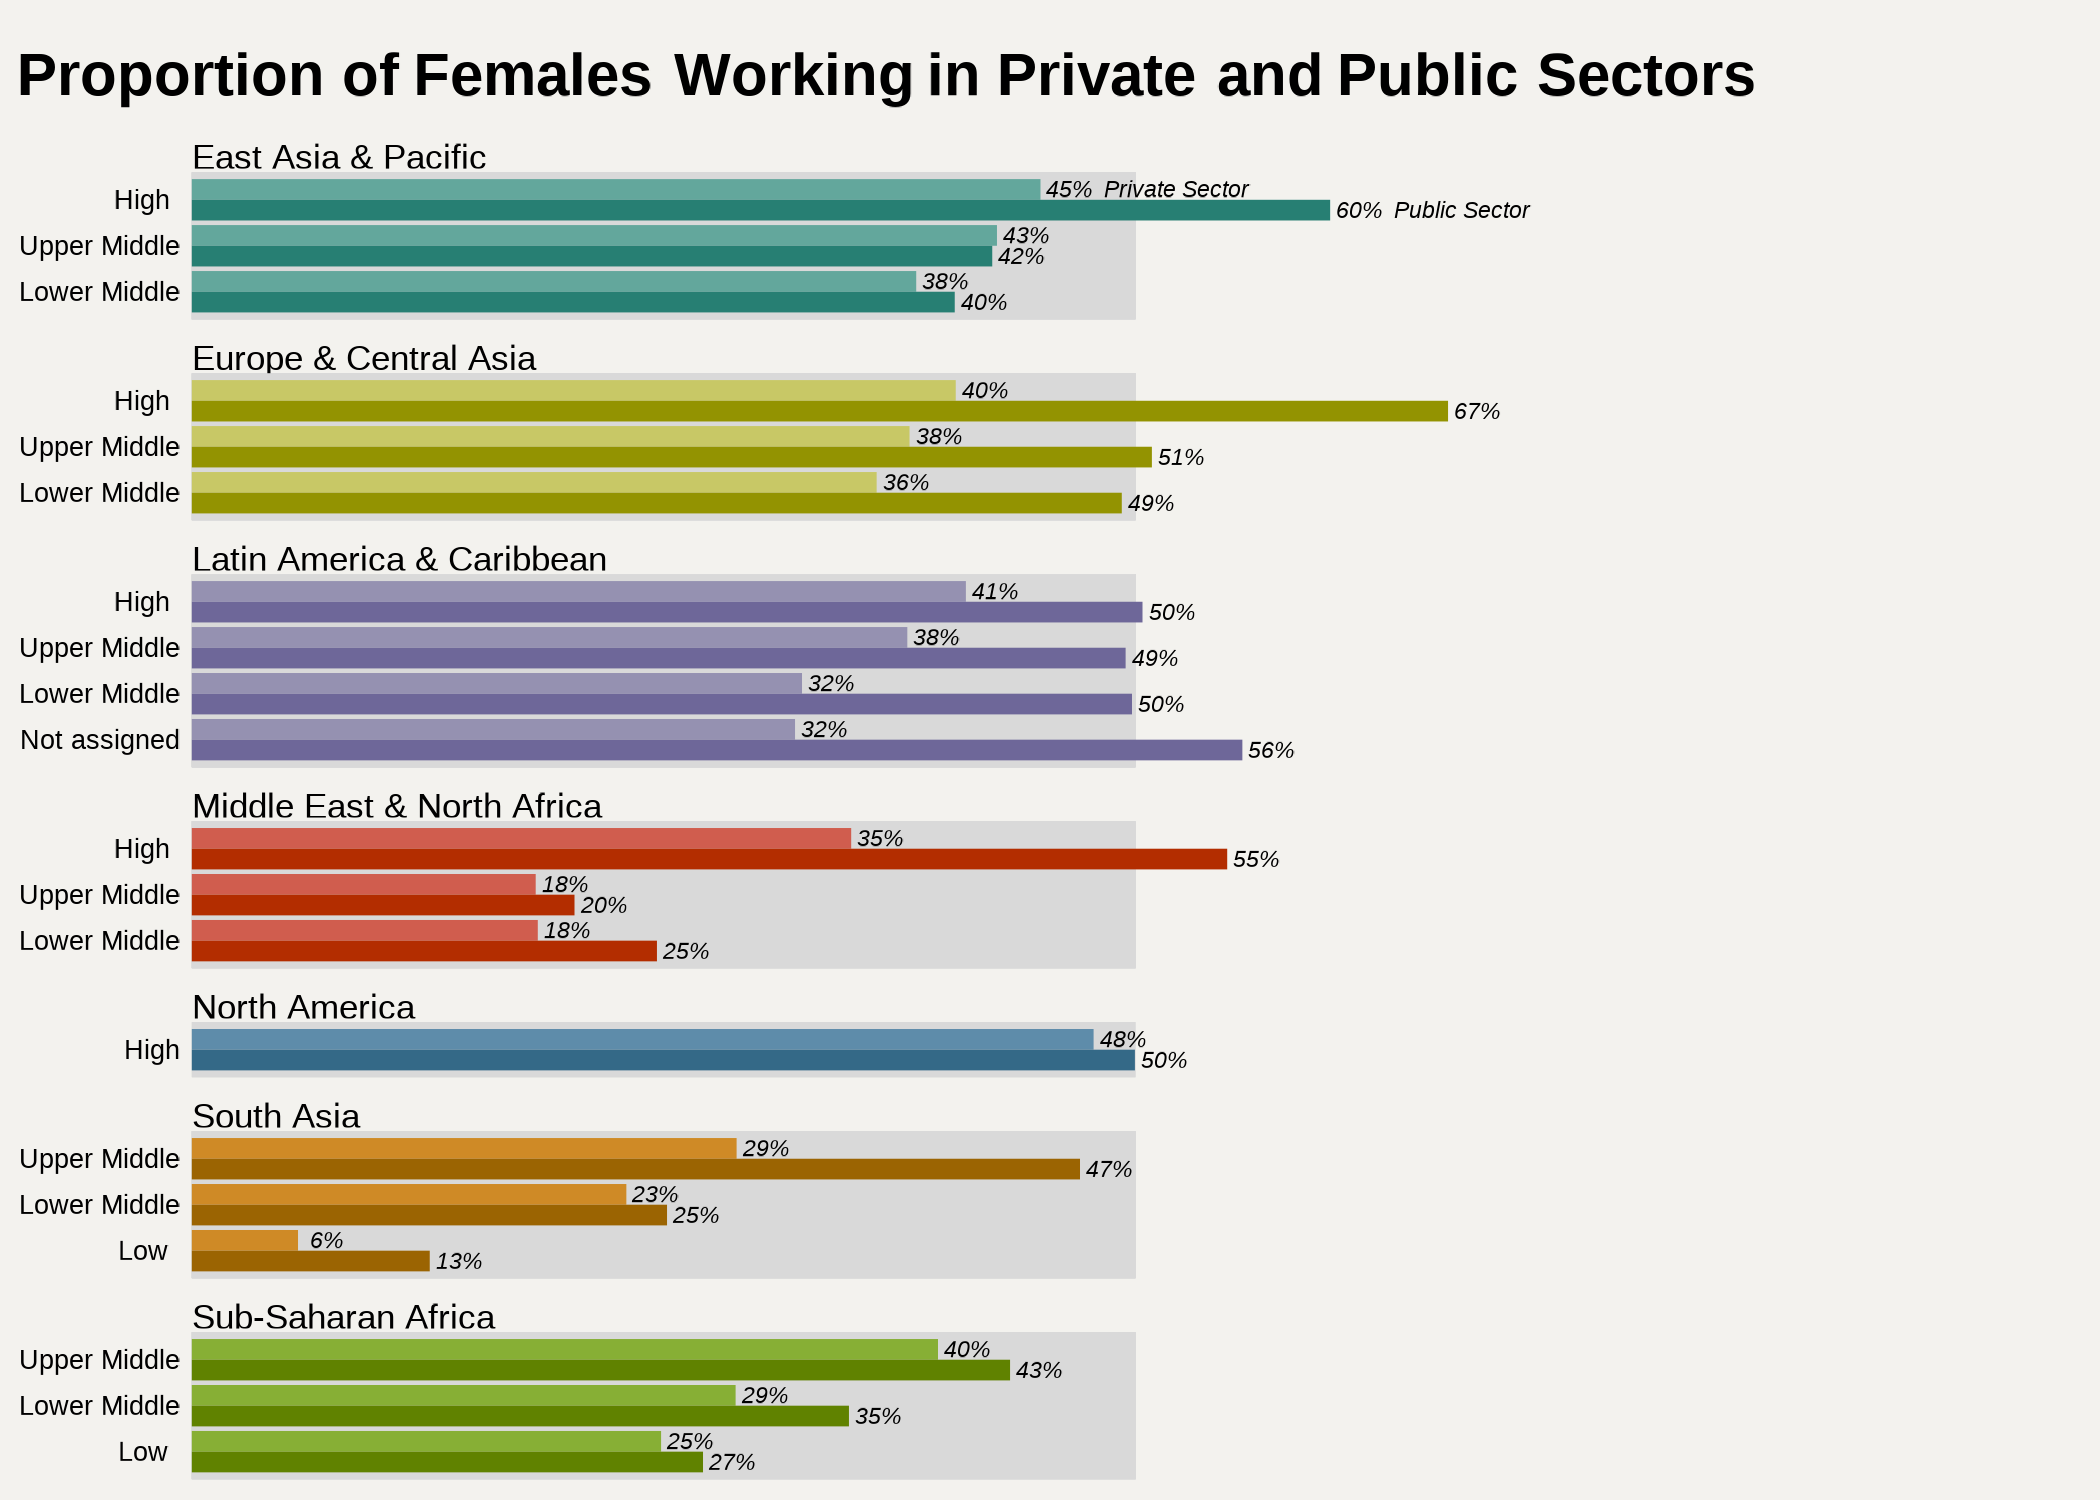 Proportion of Females Working in Private and Public Sectors
East Asia & Pacific
High 45% Private Sector
60% Public Sector
Upper Middle 43%
42%
Lower Middle 38%
40%
Europe & Central Asia
High 40%
67%
Upper Middle 38%
51%
Lower Middle 36%
49%
Latin America & Caribbean
High 41%
50%
Upper Middle 38%
49%
Lower Middle 32%
50%
Not assigned 32%
56%
Middle East & North Africa
High 35%
55%
Upper Middle 18%
20%
Lower Middle 18%
25%
North America
High 48%
50%
South Asia
Upper Middle 29%
47%
Lower Middle 23%
25%
Low 6%
13%
Sub-Saharan Africa
Upper Middle 40%
43%
Lower Middle 29%
35%
Low 25%
27%